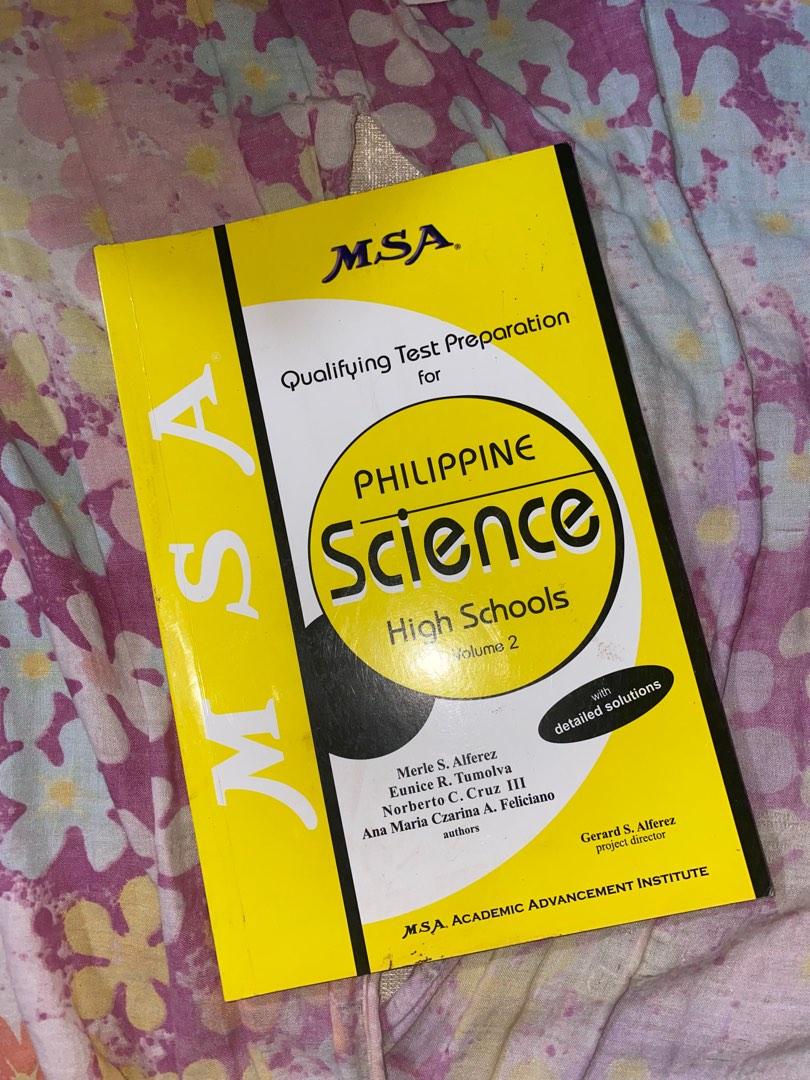 MSA®
MSA®
Qualifying Test Preparation
for
PHILIPPINE
Science
High Schools
Volume 2
with
detailed solutions
Merle S. Alferez
Eunice R. Tumolva
Norberto C. Cruz III
Ana Maria Czarina A. Feliciano
authors
Gerard S. Alferez
project director
MSA ACADEMIC ADVANCEMENT INSTITUTE